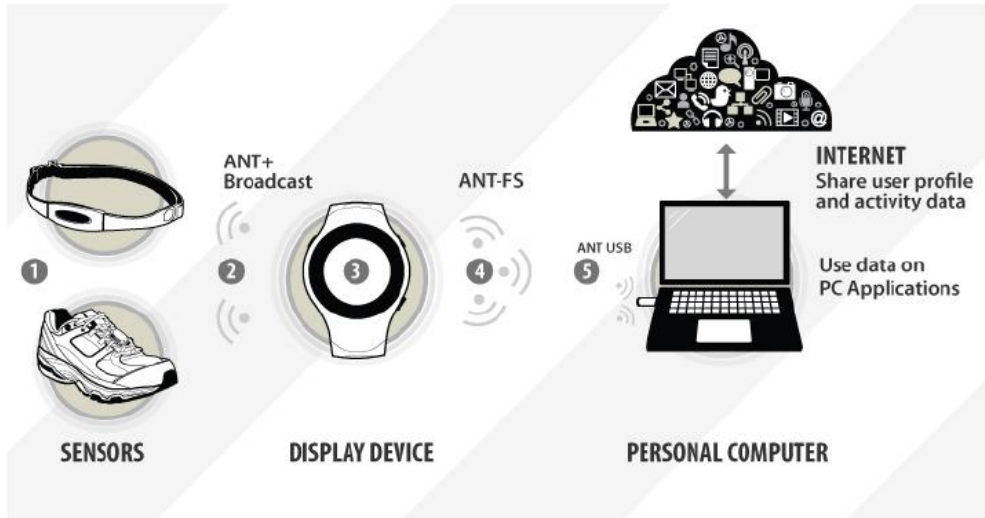 ANT+
Broadcast
ANT-FS
INTERNET
Share user profile
and activity data
ANT USB
1
2
3
4
5
Use data on
PC Applications
SENSORS
DISPLAY DEVICE
PERSONAL COMPUTER
@